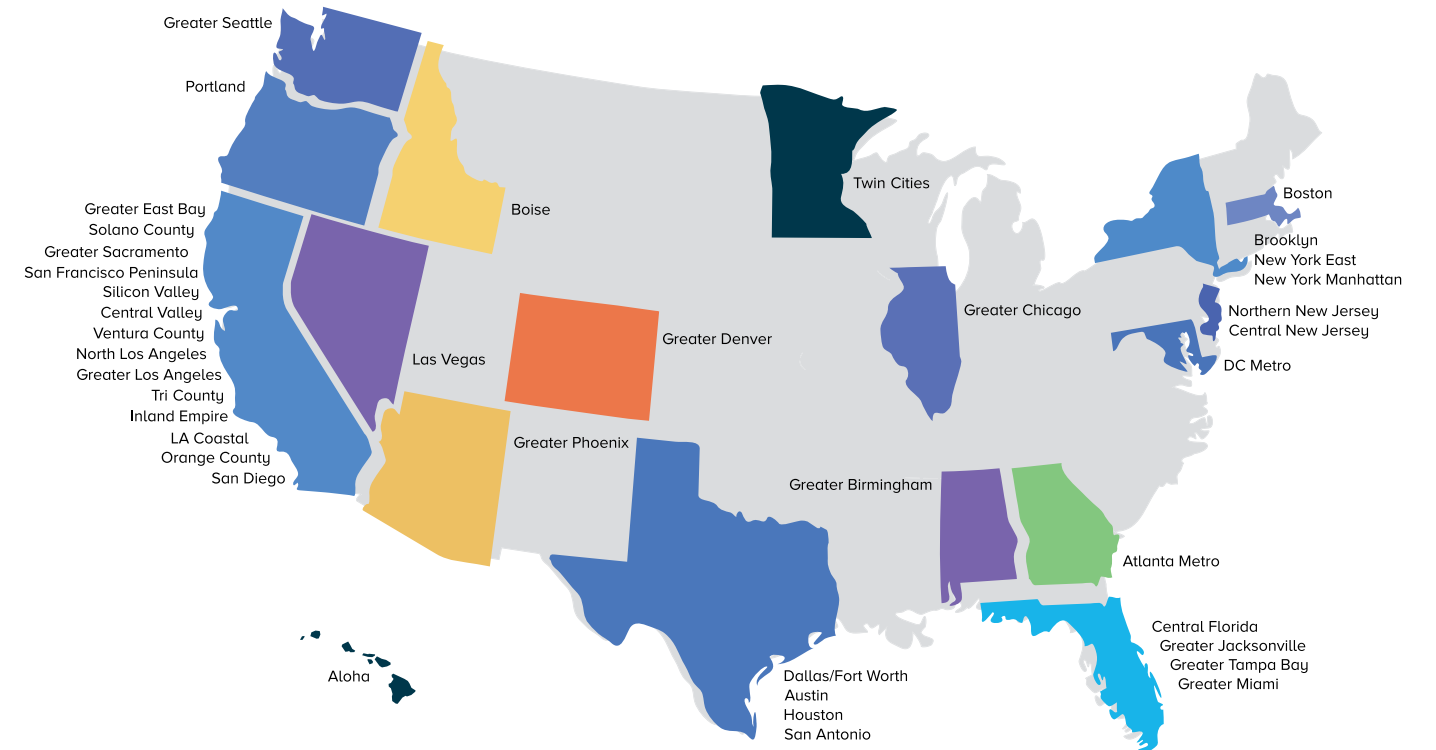 Greater Seattle
Portland
Boise
Twin Cities
Boston
Greater East Bay
Solano County
Greater Sacramento
San Francisco Peninsula
Silicon Valley
Central Valley
Ventura County
North Los Angeles
Greater Los Angeles
Tri County
Inland Empire
LA Coastal
Orange County
San Diego
Brooklyn
New York East
New York Manhattan
Northern New Jersey
Central New Jersey
DC Metro
Greater Chicago
Greater Denver
Las Vegas
Greater Phoenix
Greater Birmingham
Atlanta Metro
Central Florida
Greater Jacksonville
Greater Tampa Bay
Greater Miami
Aloha
Dallas/Fort Worth
Austin
Houston
San Antonio